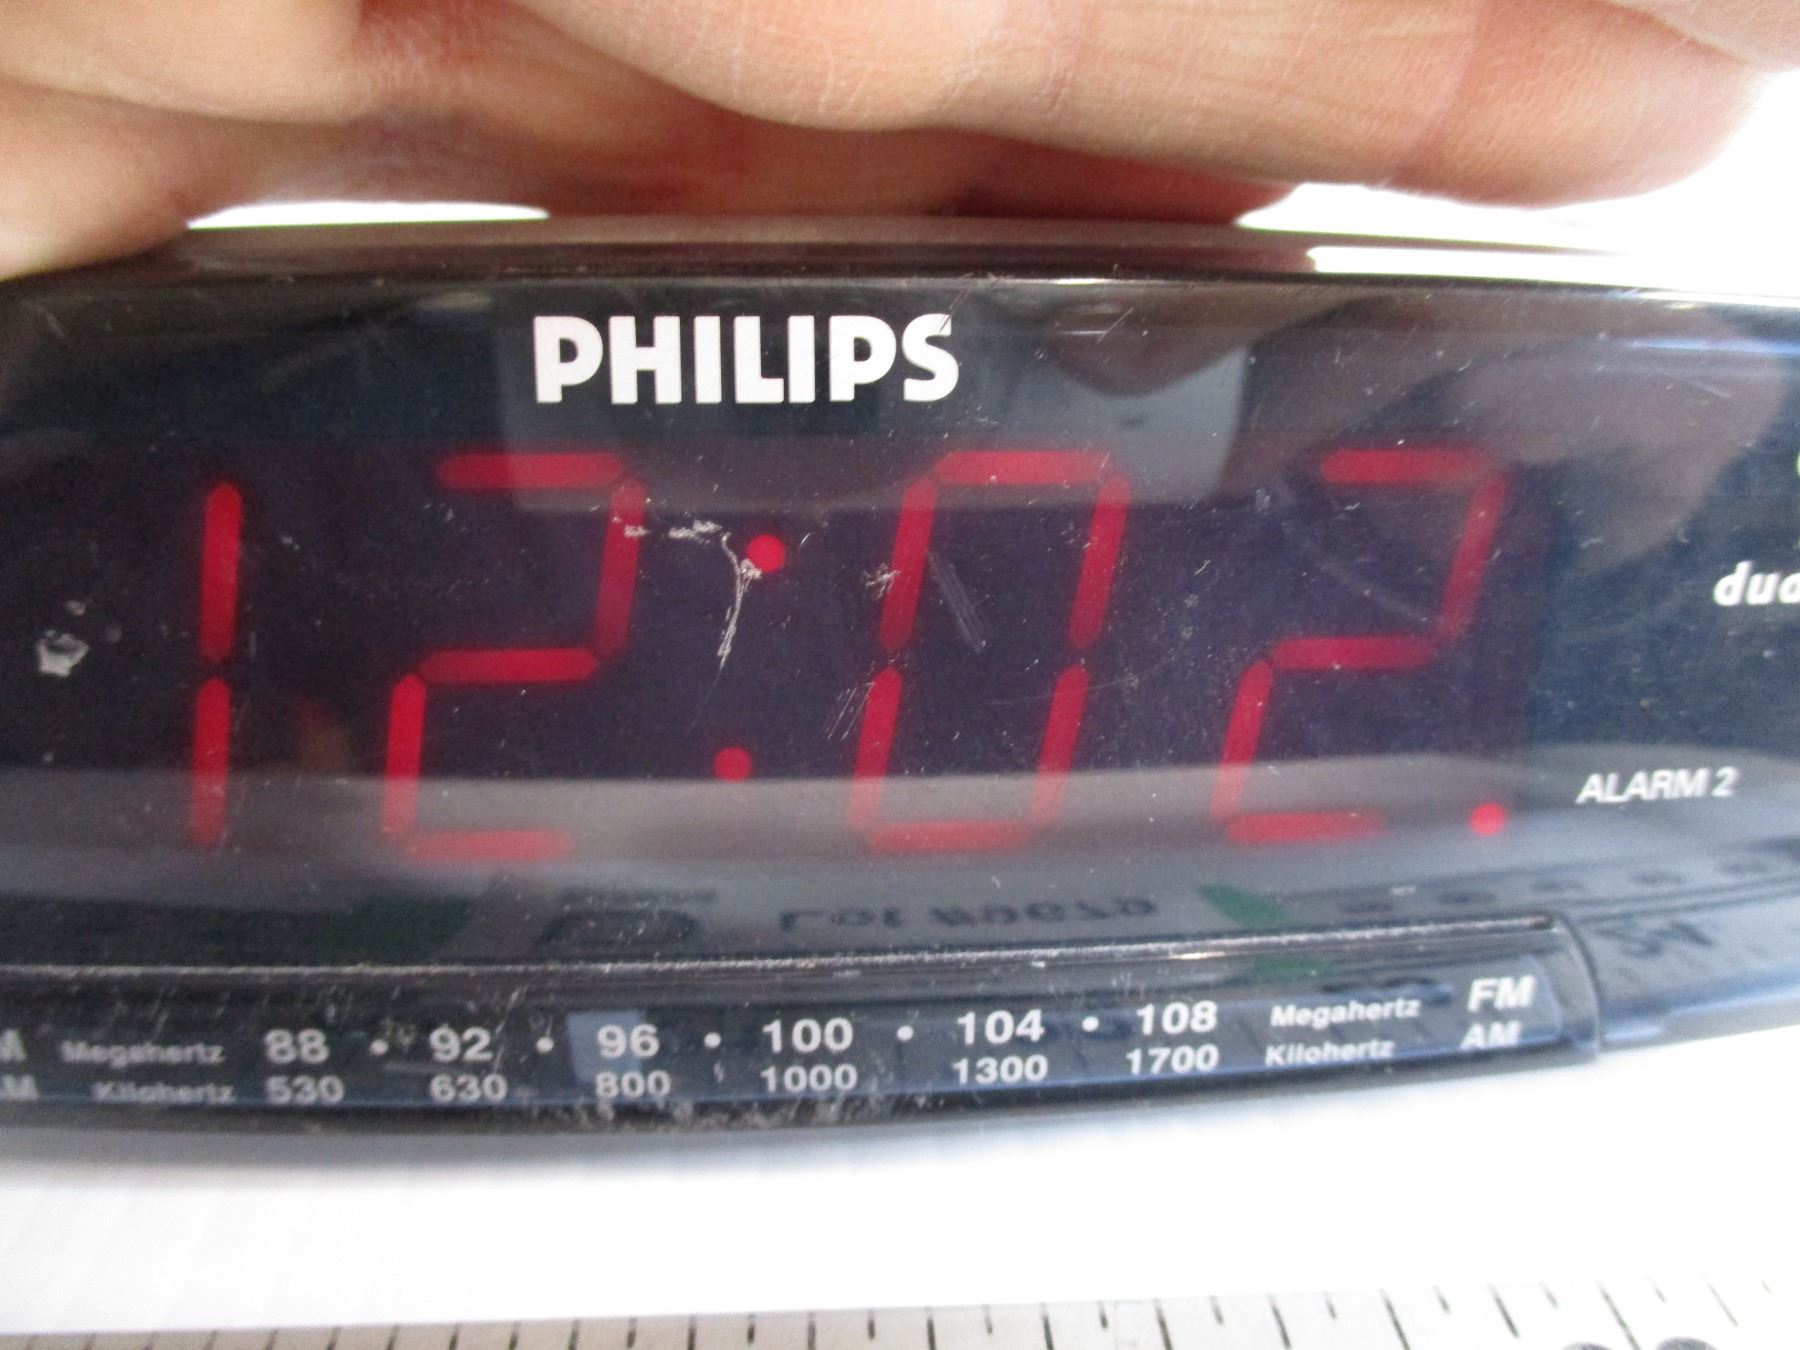 PHILIPS
12:02
ALARM 2
Megahertz 88 • 92 • 96 • 100 • 104 • 108 Megahertz FM
Kilohertz 530 630 800 1000 1300 1700 Kilohertz AM